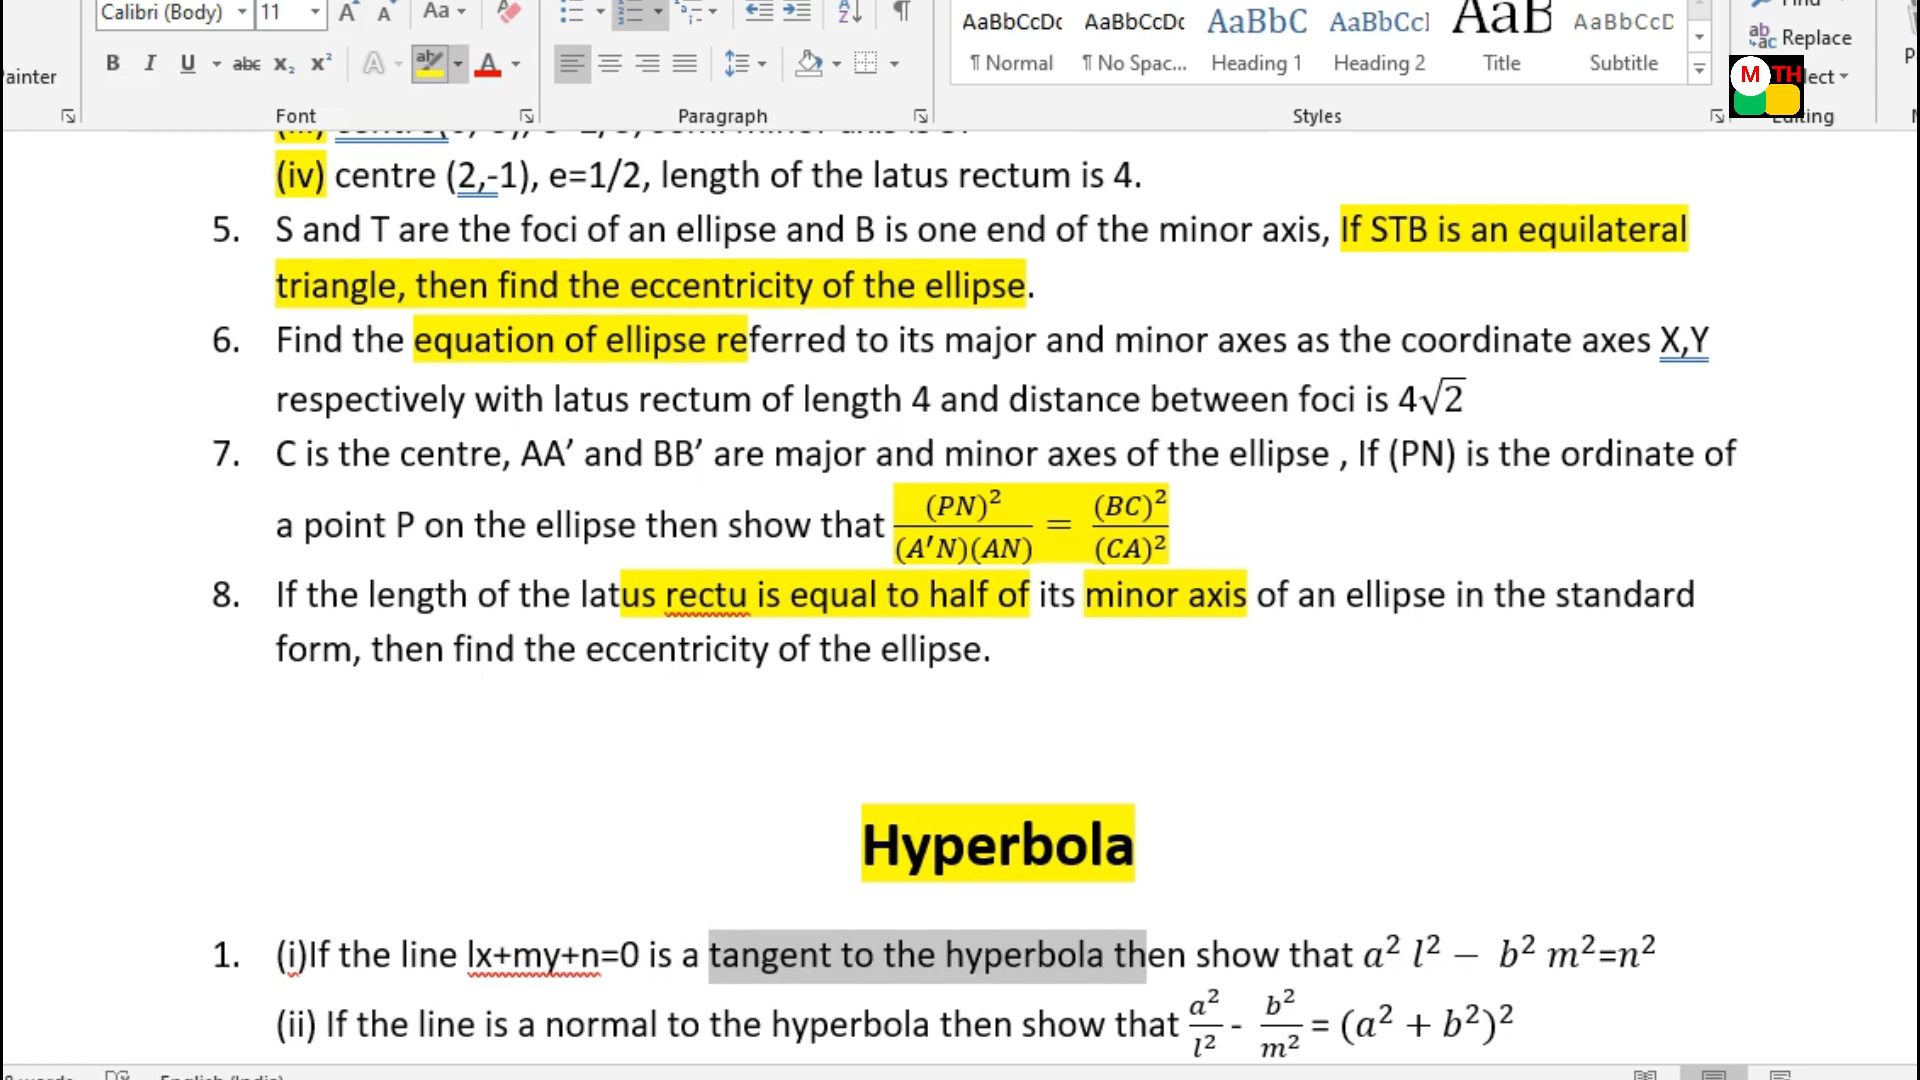 Calibri (Body) 11 A A Aa
B I U abc x₂ x² A ab A
ainter
Font Paragraph Styles Editing
AaBbCcDc AaBbCcDc AaBbC AaBbCcl AaB AaBbCcD
¶ Normal ¶ No Spac... Heading 1 Heading 2 Title Subtitle
Find
Replace
lect
M TH
(iv) centre (2,-1), e=1/2, length of the latus rectum is 4.
5. S and T are the foci of an ellipse and B is one end of the minor axis, If STB is an equilateral
triangle, then find the eccentricity of the ellipse.
6. Find the equation of ellipse referred to its major and minor axes as the coordinate axes X,Y
respectively with latus rectum of length 4 and distance between foci is 4√2
7. C is the centre, AA′ and BB′ are major and minor axes of the ellipse , If (PN) is the ordinate of
a point P on the ellipse then show that (PN)²/(A′N)(AN) = (BC)²/(CA)²
8. If the length of the latus rectu is equal to half of its minor axis of an ellipse in the standard
form, then find the eccentricity of the ellipse.
Hyperbola
1. (i)If the line lx+my+n=0 is a tangent to the hyperbola then show that a² l² − b² m²=n²
(ii) If the line is a normal to the hyperbola then show that a²/l² - b²/m² = (a² + b²)²